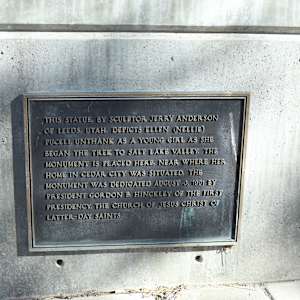 THIS STATUE, BY SCULPTOR JERRY ANDERSON
OF LEEDS, UTAH, DEPICTS ELLEN (NELLIE)
PUCELL UNTHANK AS A YOUNG GIRL AS SHE
BEGAN THE TREK TO SALT LAKE VALLEY. THE
MONUMENT IS PLACED HERE, NEAR WHERE HER
HOME IN CEDAR CITY WAS SITUATED. THE
MONUMENT WAS DEDICATED AUGUST 3, 1991 BY
PRESIDENT GORDON B. HINCKLEY OF THE FIRST
PRESIDENCY, THE CHURCH OF JESUS CHRIST OF
LATTER-DAY SAINTS.